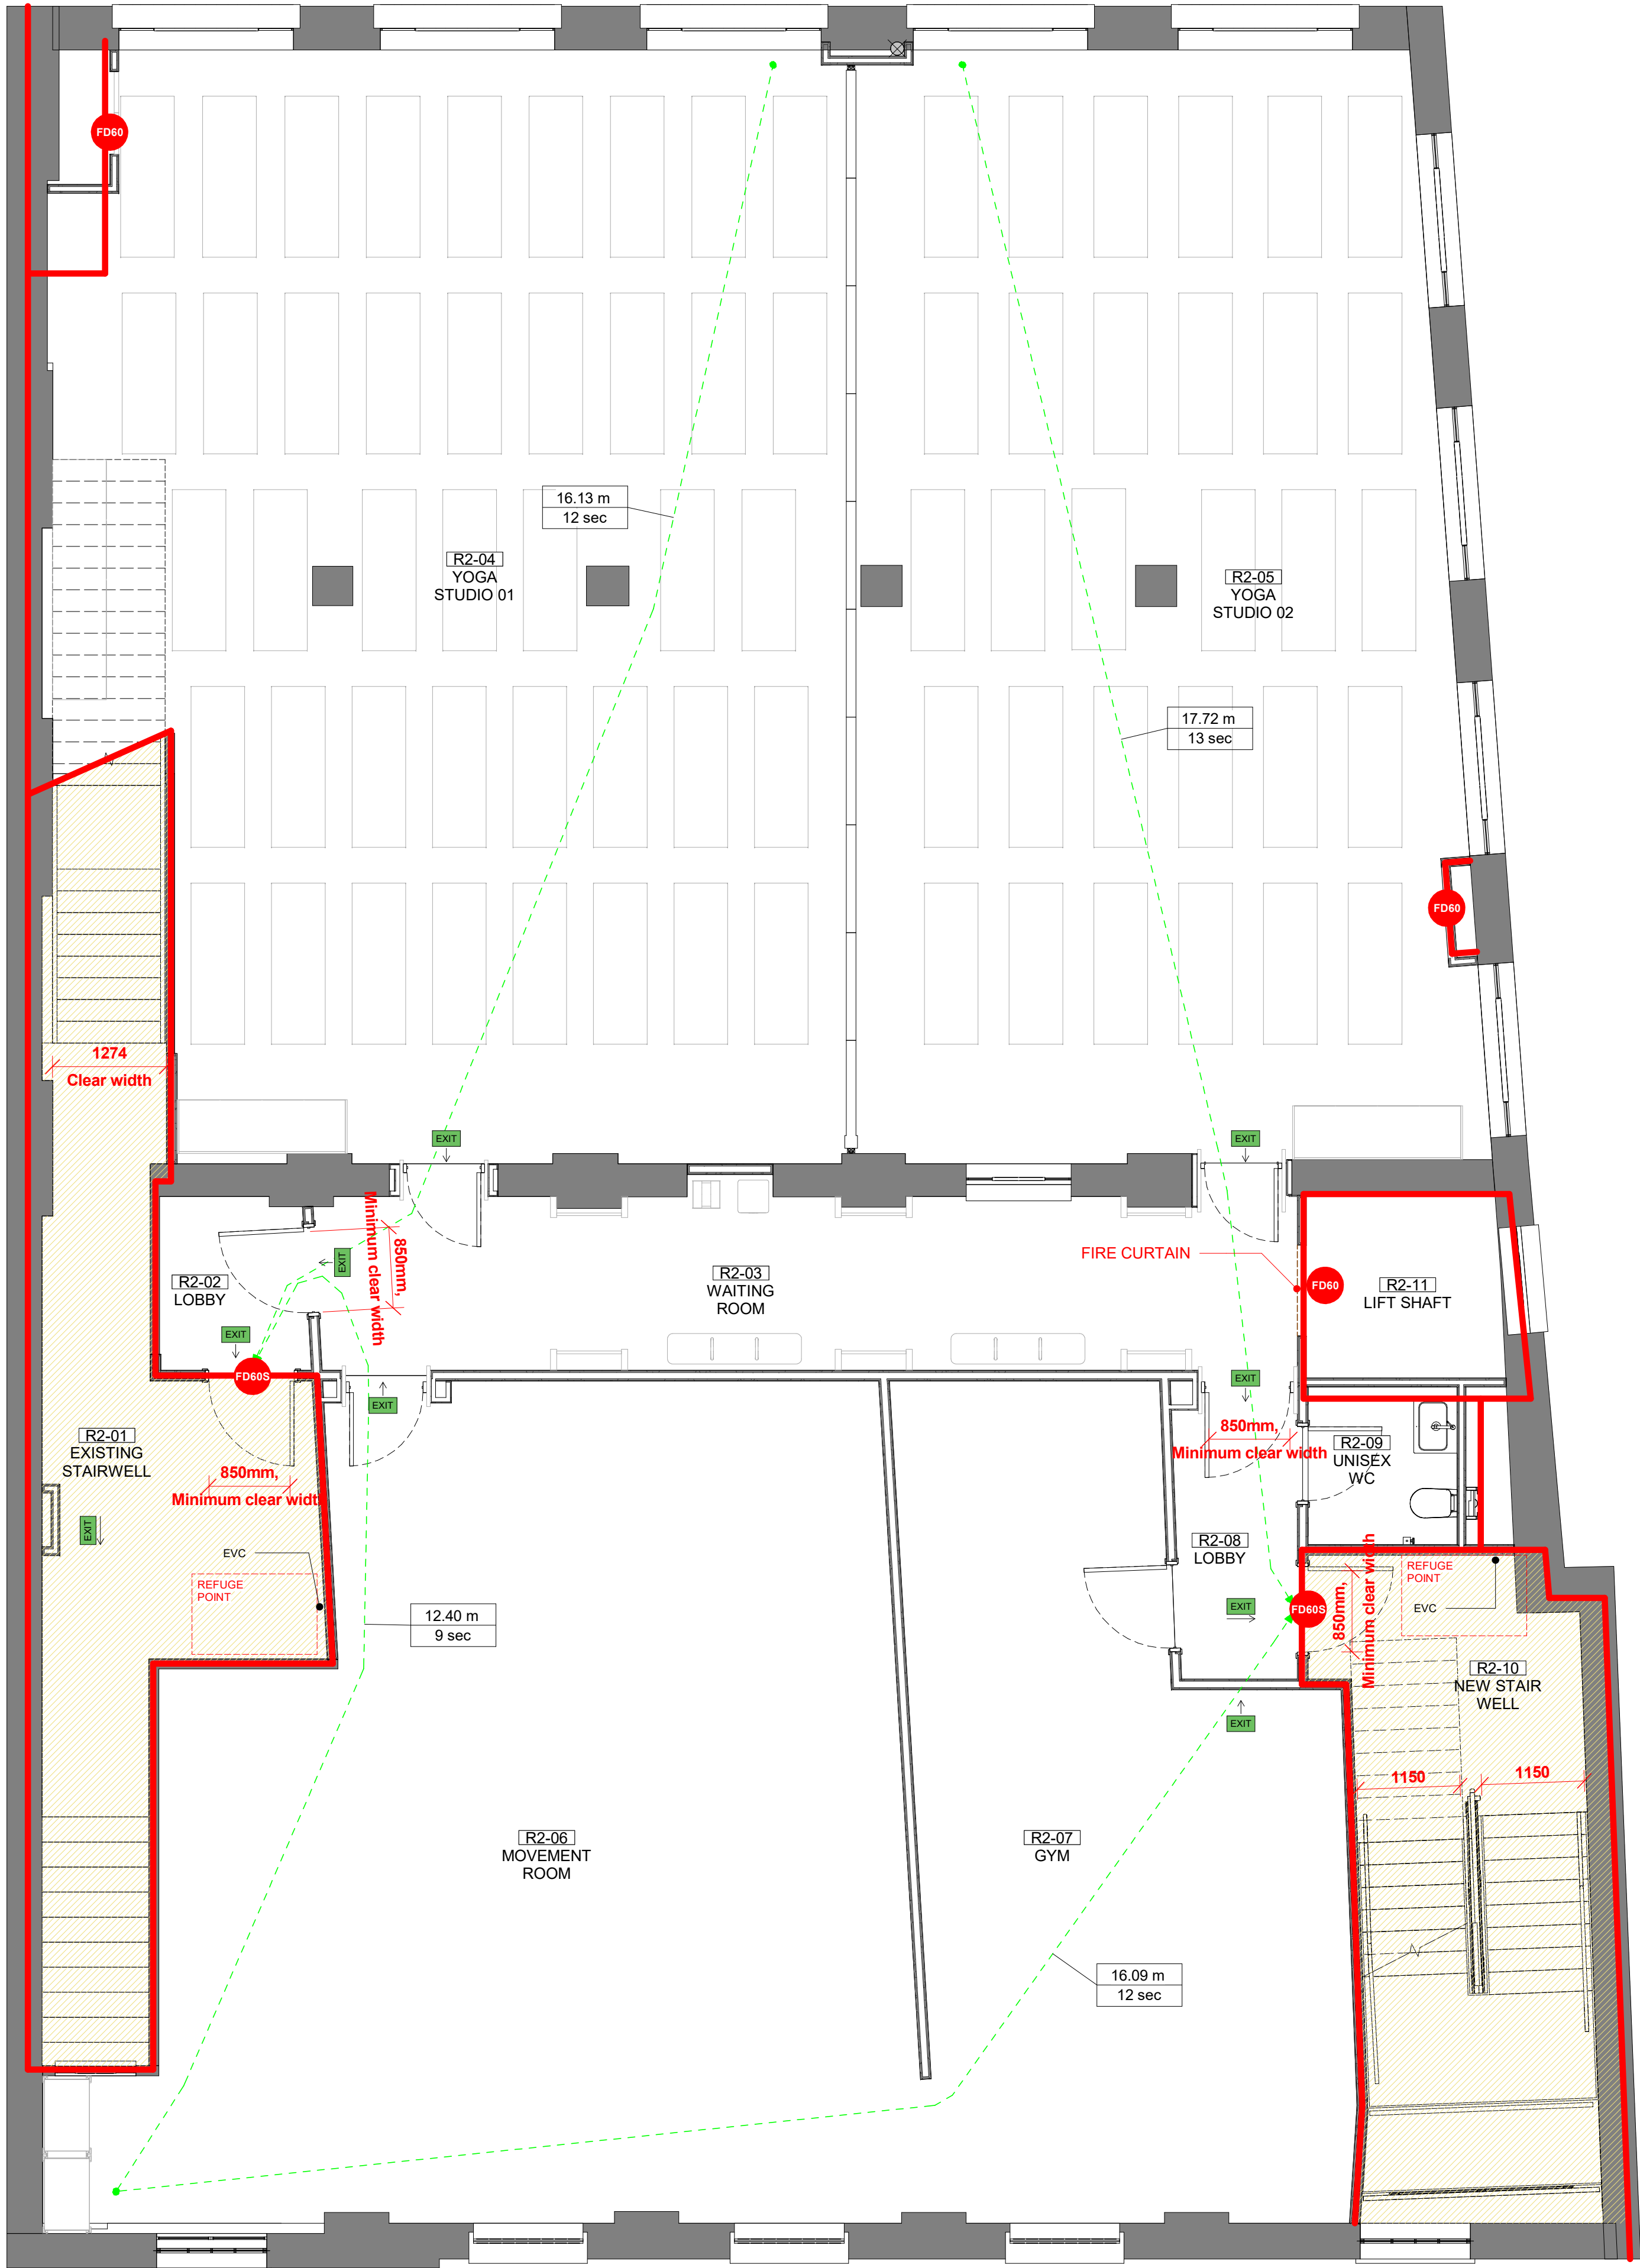 FD60
16.13 m
12 sec
R2-04
YOGA
STUDIO 01
R2-05
YOGA
STUDIO 02
17.72 m
13 sec
FD60
1274
Clear width
EXIT
EXIT
Minimum clear width
850mm,
EXIT
R2-02
LOBBY
R2-03
WAITING
ROOM
FIRE CURTAIN
FD60
R2-11
LIFT SHAFT
EXIT
FD60S
EXIT
EXIT
R2-01
EXISTING
STAIRWELL
850mm,
Minimum clear widt
850mm,
Minimum clear width
R2-09
UNISEX
WC
EXIT
EVC
REFUGE
POINT
R2-08
LOBBY
EXIT
FD60S
850mm,
Minimum clear width
REFUGE
POINT
EVC
12.40 m
9 sec
R2-10
NEW STAIR
WELL
EXIT
1150
1150
R2-06
MOVEMENT
ROOM
R2-07
GYM
16.09 m
12 sec